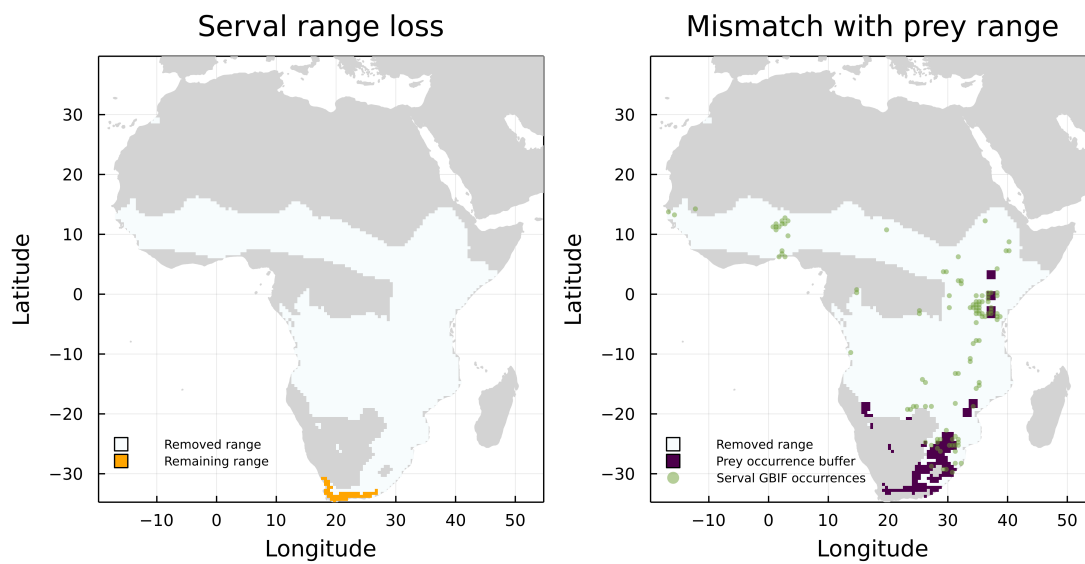 Serval range loss
Mismatch with prey range
Latitude
30
20
10
0
−10
−20
−30
Removed range
Remaining range
−10
0
10
20
30
40
50
Longitude
Latitude
30
20
10
0
−10
−20
−30
Removed range
Prey occurrence buffer
Serval GBIF occurrences
−10
0
10
20
30
40
50
Longitude